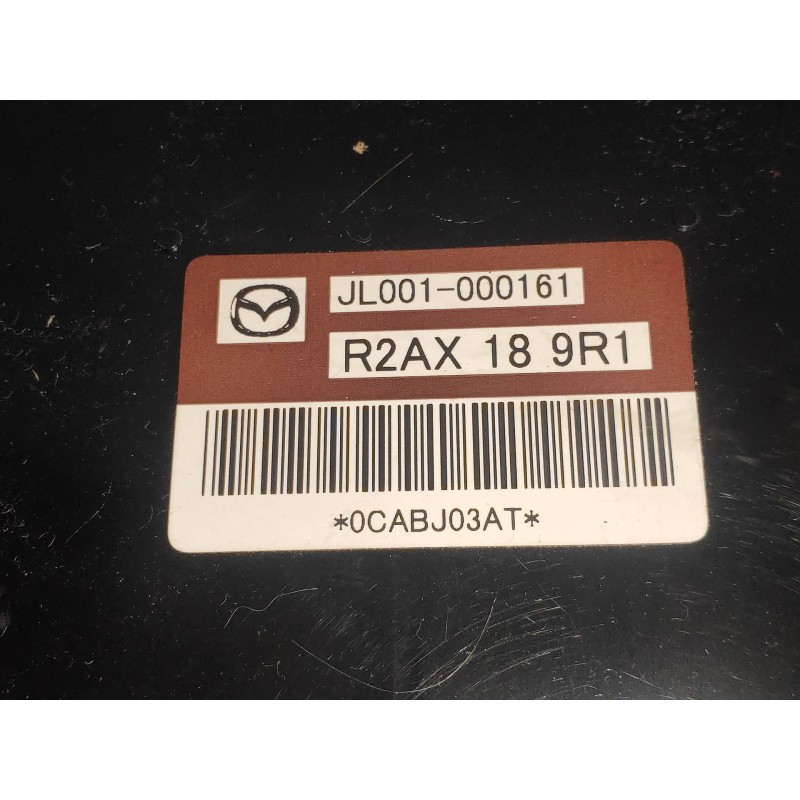 JL001-000161
R2AX 18 9R1
*0CABJ03AT*